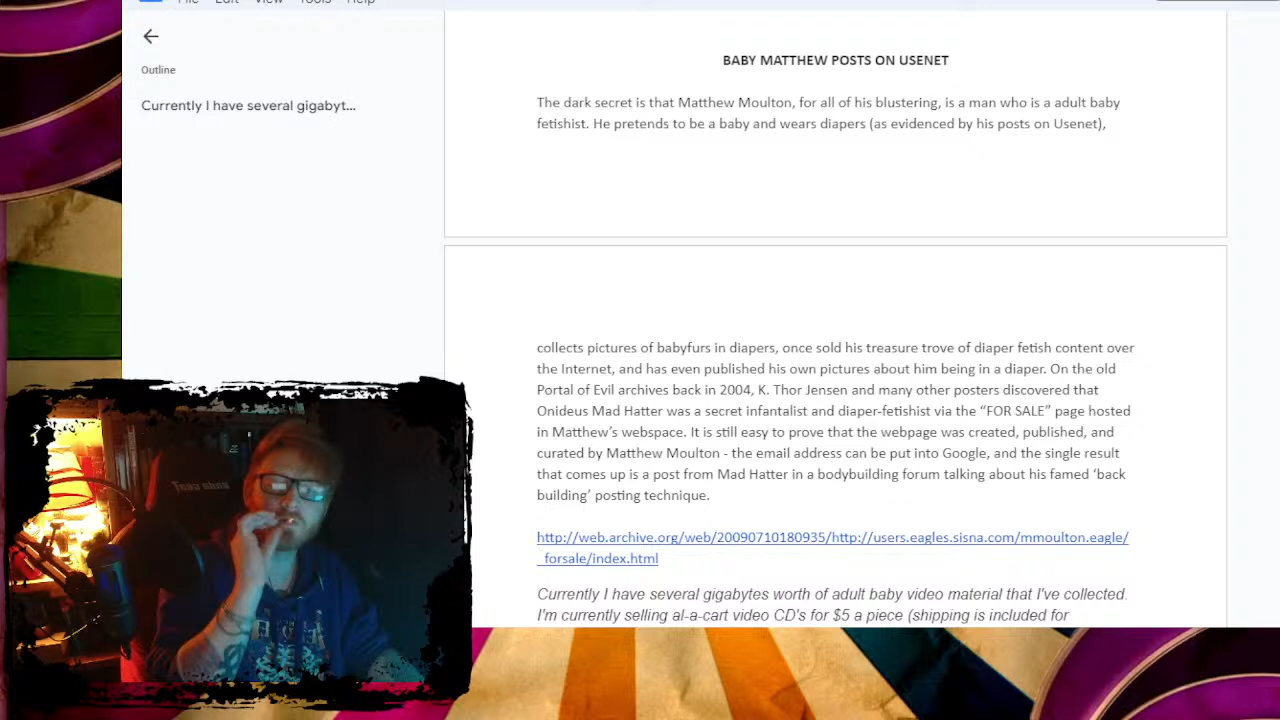 File Edit View Tools Help
Outline
Currently I have several gigabyt...
BABY MATTHEW POSTS ON USENET
The dark secret is that Matthew Moulton, for all of his blustering, is a man who is a adult baby
fetishist. He pretends to be a baby and wears diapers (as evidenced by his posts on Usenet),
collects pictures of babyfurs in diapers, once sold his treasure trove of diaper fetish content over
the Internet, and has even published his own pictures about him being in a diaper. On the old
Portal of Evil archives back in 2004, K. Thor Jensen and many other posters discovered that
Onideus Mad Hatter was a secret infantalist and diaper-fetishist via the “FOR SALE” page hosted
in Matthew’s webspace. It is still easy to prove that the webpage was created, published, and
curated by Matthew Moulton - the email address can be put into Google, and the single result
that comes up is a post from Mad Hatter in a bodybuilding forum talking about his famed ‘back
building’ posting technique.
http://web.archive.org/web/20090710180935/http://users.eagles.sisna.com/mmoulton.eagle/
_forsale/index.html
Currently I have several gigabytes worth of adult baby video material that I've collected.
I'm currently selling al-a-cart video CD's for $5 a piece (shipping is included for